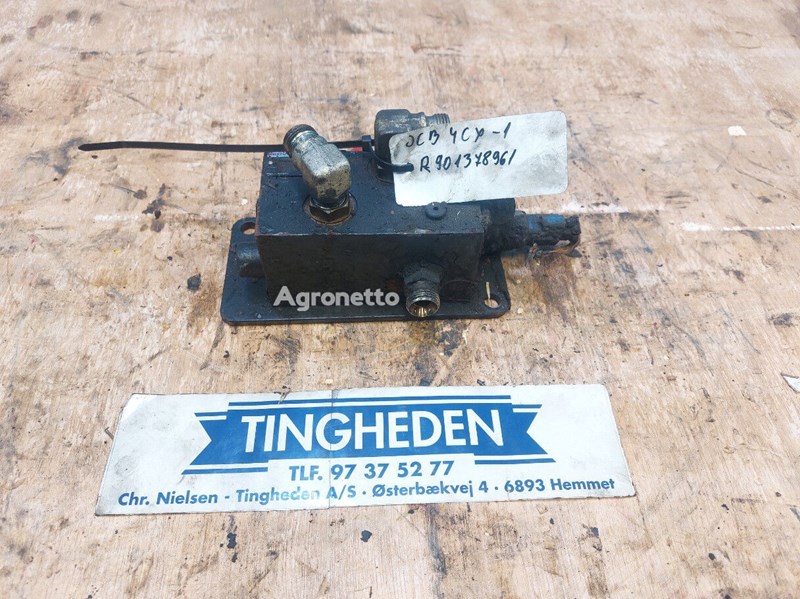 JCB 4CX -1
R901378961
Agronetto
TINGHEDEN
TLF. 97 37 52 77
Chr. Nielsen - Tingheden A/S - Østerbækvej 4 - 6893 Hemmet